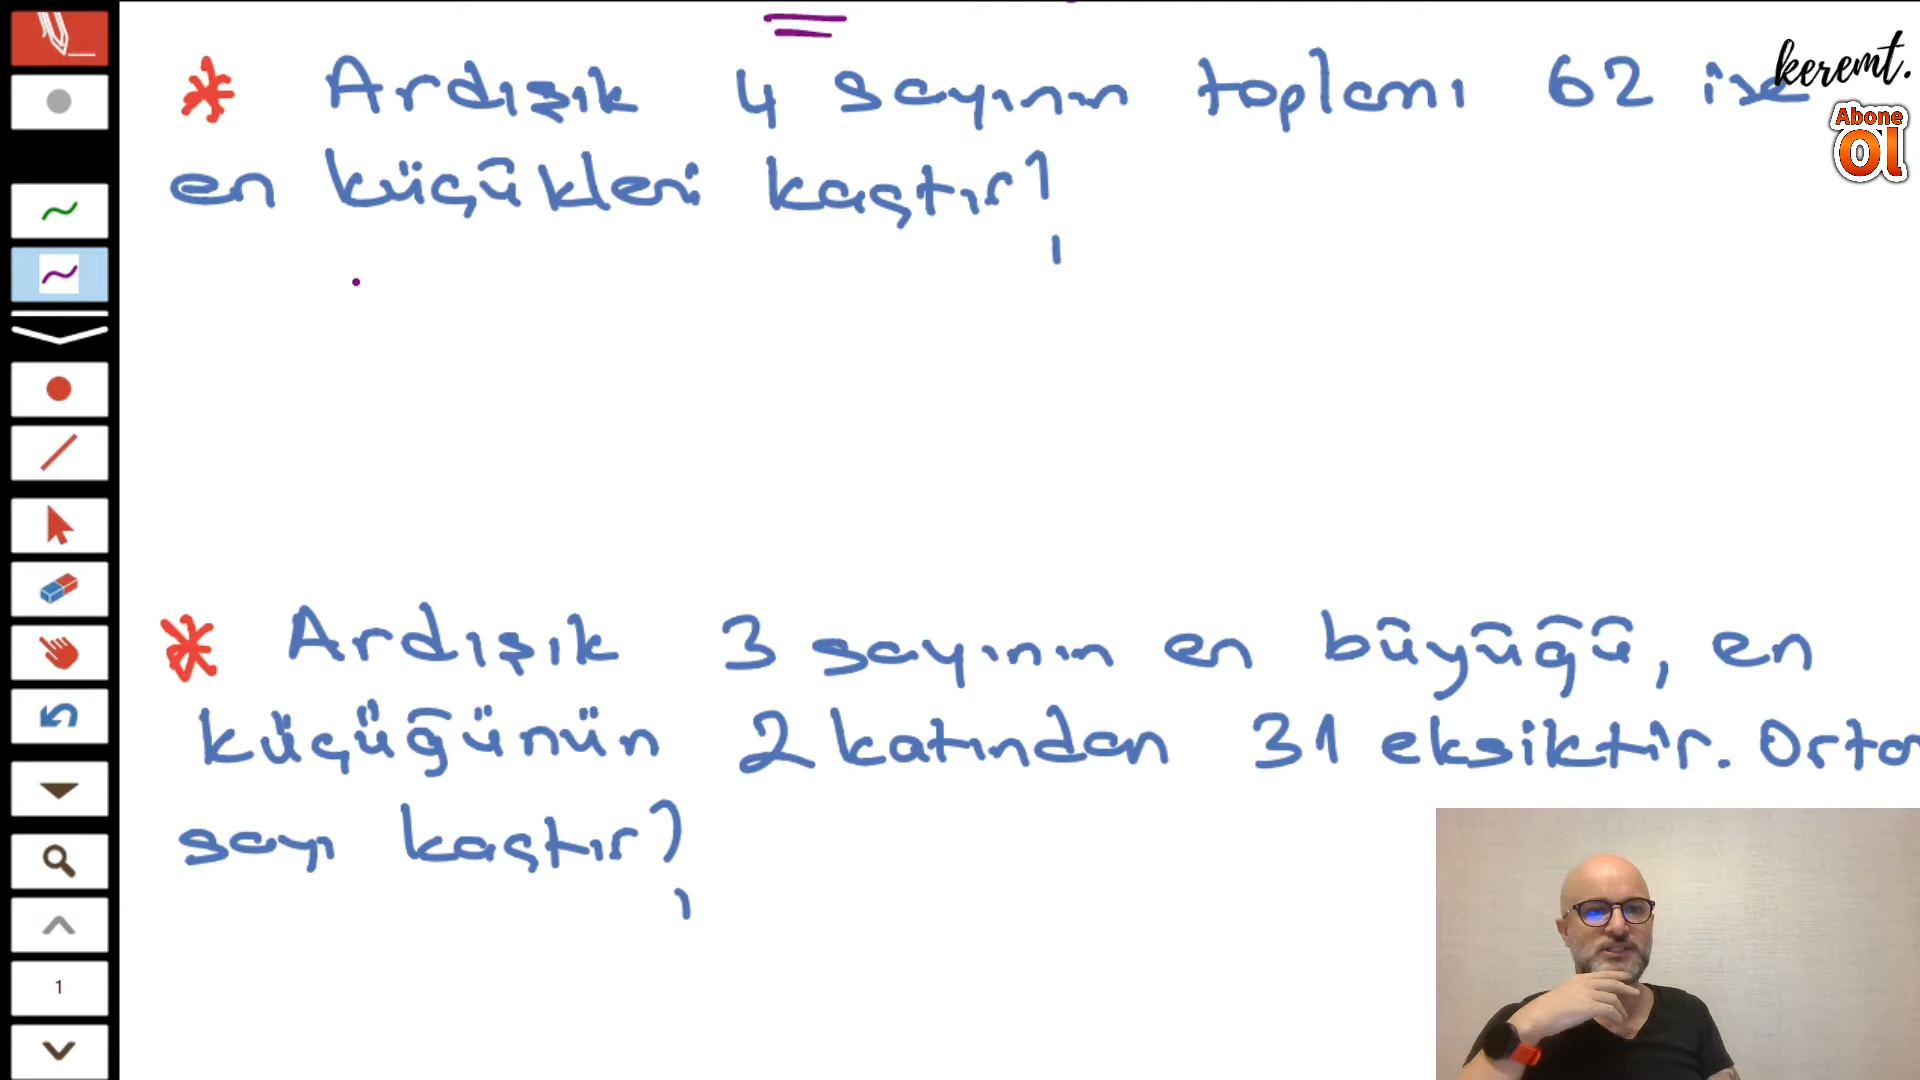 * Ardışık 4 sayının toplamı 62 ise
en küçükleri kaçtır?
* Ardışık 3 sayının en büyüğü, en
küçüğünün 2 katından 31 eksiktir. Orta
sayı kaçtır?
keremt.
Abone
Ol
1